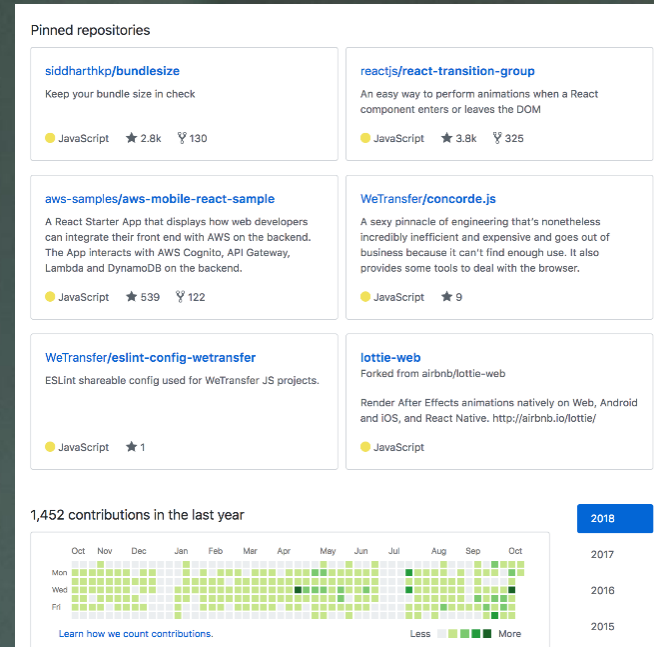 Pinned repositories
siddharthkp/bundlesize
Keep your bundle size in check
JavaScript 2.8k 130
reactjs/react-transition-group
An easy way to perform animations when a React
component enters or leaves the DOM
JavaScript 3.8k 325
aws-samples/aws-mobile-react-sample
A React Starter App that displays how web developers
can integrate their front end with AWS on the backend.
The App interacts with AWS Cognito, API Gateway,
Lambda and DynamoDB on the backend.
JavaScript 539 122
WeTransfer/concorde.js
A sexy pinnacle of engineering that's nonetheless
incredibly inefficient and expensive and goes out of
business because it can't find enough use. It also
provides some tools to deal with the browser.
JavaScript 9
WeTransfer/eslint-config-wetransfer
ESLint shareable config used for WeTransfer JS projects.
JavaScript 1
lottie-web
Forked from airbnb/lottie-web
Render After Effects animations natively on Web, Android
and iOS, and React Native. http://airbnb.io/lottie/
JavaScript
1,452 contributions in the last year
Oct Nov Dec Jan Feb Mar Apr May Jun Jul Aug Sep Oct
Mon
Wed
Fri
Learn how we count contributions.
Less More
2018
2017
2016
2015